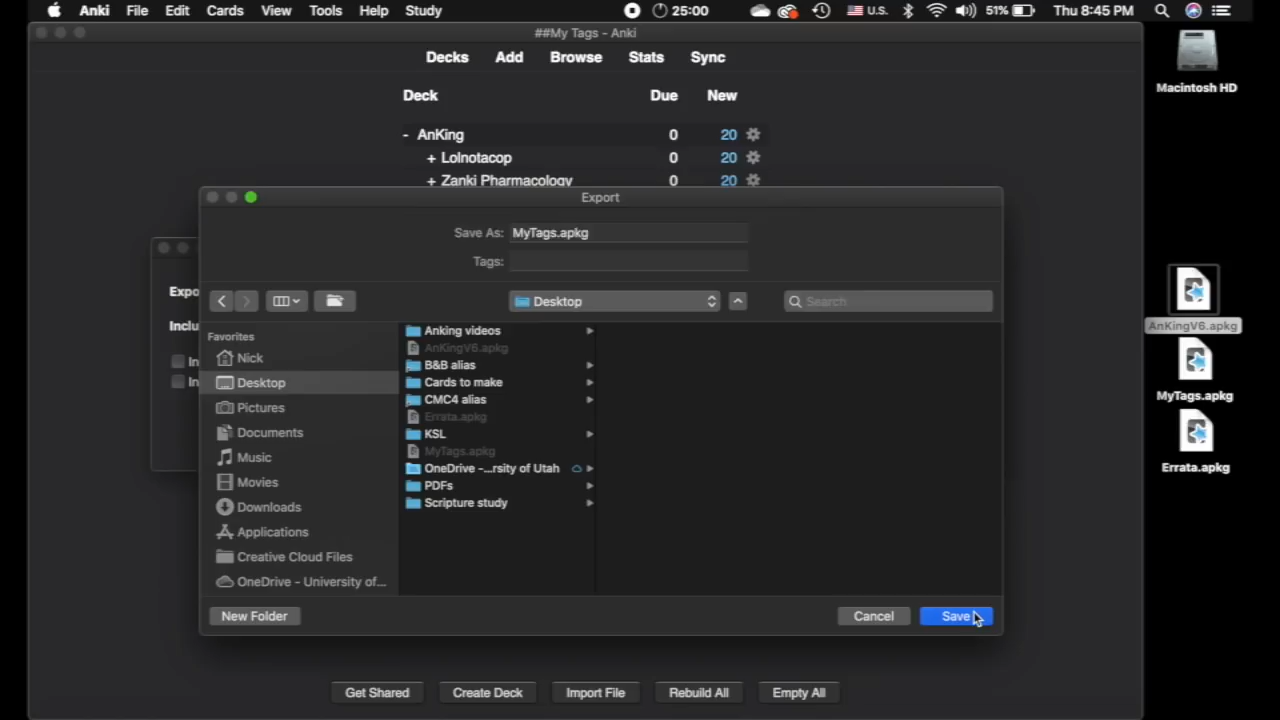 Anki File Edit Cards View Tools Help Study 25:00 U.S. 51% Thu 8:45 PM
##My Tags - Anki
Decks Add Browse Stats Sync
Macintosh HD
Deck Due New
- AnKing 0 20
+ Lolnotacop 0 20
+ Zanki Pharmacology 0 20
Export
Save As: MyTags.apkg
Tags:
Expo
Inclu
In
In
Desktop
Search
Favorites
Nick
Desktop
Pictures
Documents
Music
Movies
Downloads
Applications
Creative Cloud Files
OneDrive - University of...
Anking videos
AnKingV6.apkg
B&B alias
Cards to make
CMC4 alias
Errata.apkg
KSL
MyTags.apkg
OneDrive -...rsity of Utah
PDFs
Scripture study
New Folder
Cancel
Save
AnKingV6.apkg
MyTags.apkg
Errata.apkg
Get Shared Create Deck Import File Rebuild All Empty All